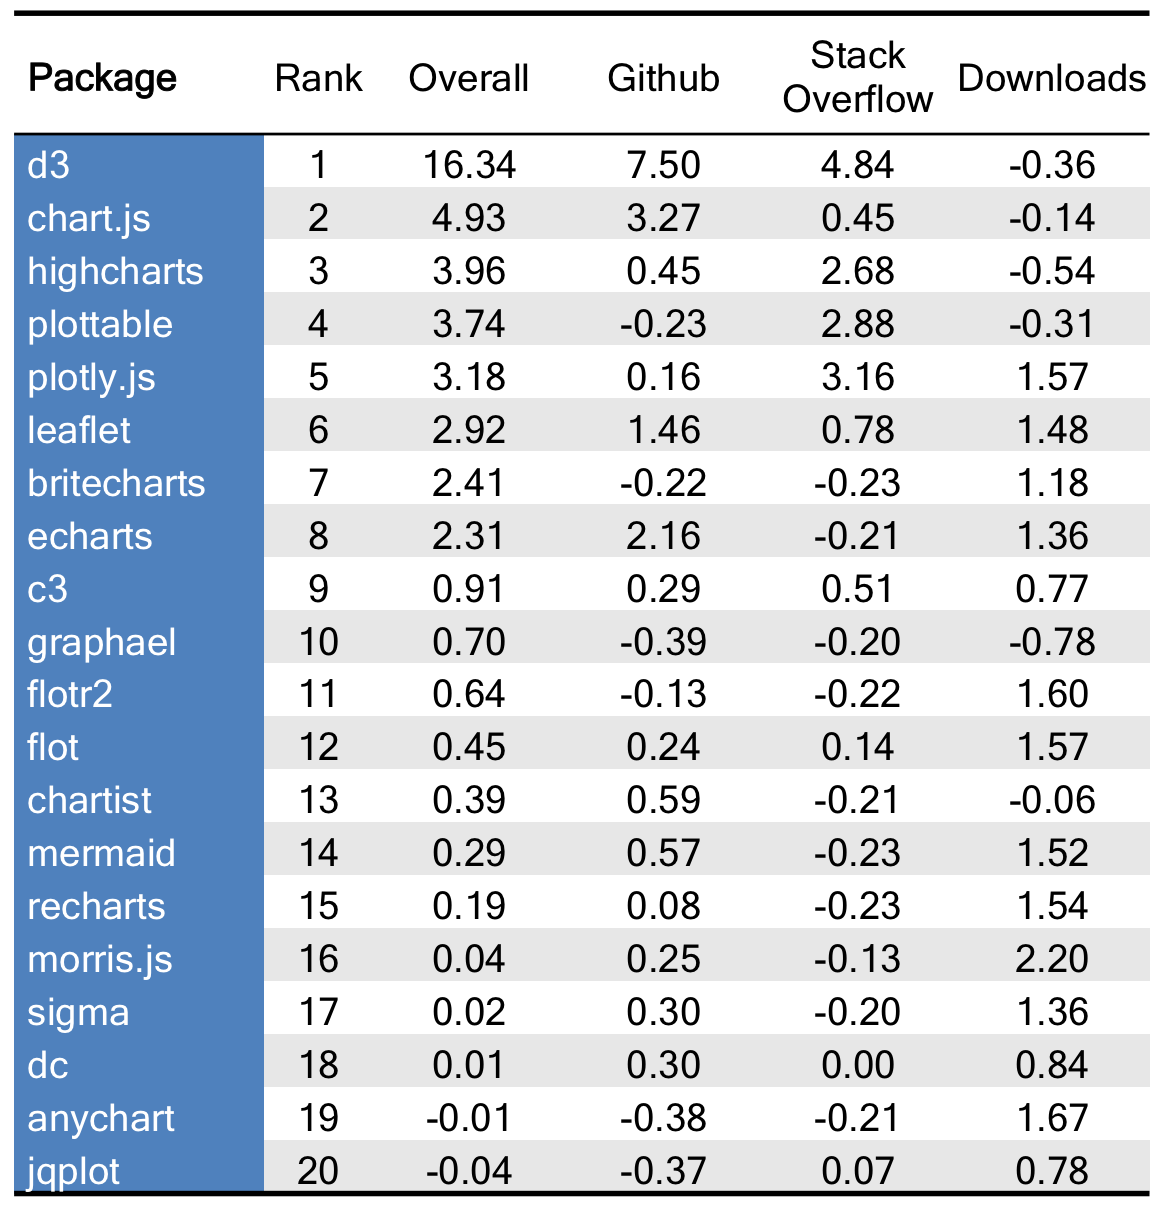 Package Rank Overall Github Stack Overflow Downloads
d3 1 16.34 7.50 4.84 -0.36
chart.js 2 4.93 3.27 0.45 -0.14
highcharts 3 3.96 0.45 2.68 -0.54
plottable 4 3.74 -0.23 2.88 -0.31
plotly.js 5 3.18 0.16 3.16 1.57
leaflet 6 2.92 1.46 0.78 1.48
britecharts 7 2.41 -0.22 -0.23 1.18
echarts 8 2.31 2.16 -0.21 1.36
c3 9 0.91 0.29 0.51 0.77
graphael 10 0.70 -0.39 -0.20 -0.78
flotr2 11 0.64 -0.13 -0.22 1.60
flot 12 0.45 0.24 0.14 1.57
chartist 13 0.39 0.59 -0.21 -0.06
mermaid 14 0.29 0.57 -0.23 1.52
recharts 15 0.19 0.08 -0.23 1.54
morris.js 16 0.04 0.25 -0.13 2.20
sigma 17 0.02 0.30 -0.20 1.36
dc 18 0.01 0.30 0.00 0.84
anychart 19 -0.01 -0.38 -0.21 1.67
jqplot 20 -0.04 -0.37 0.07 0.78